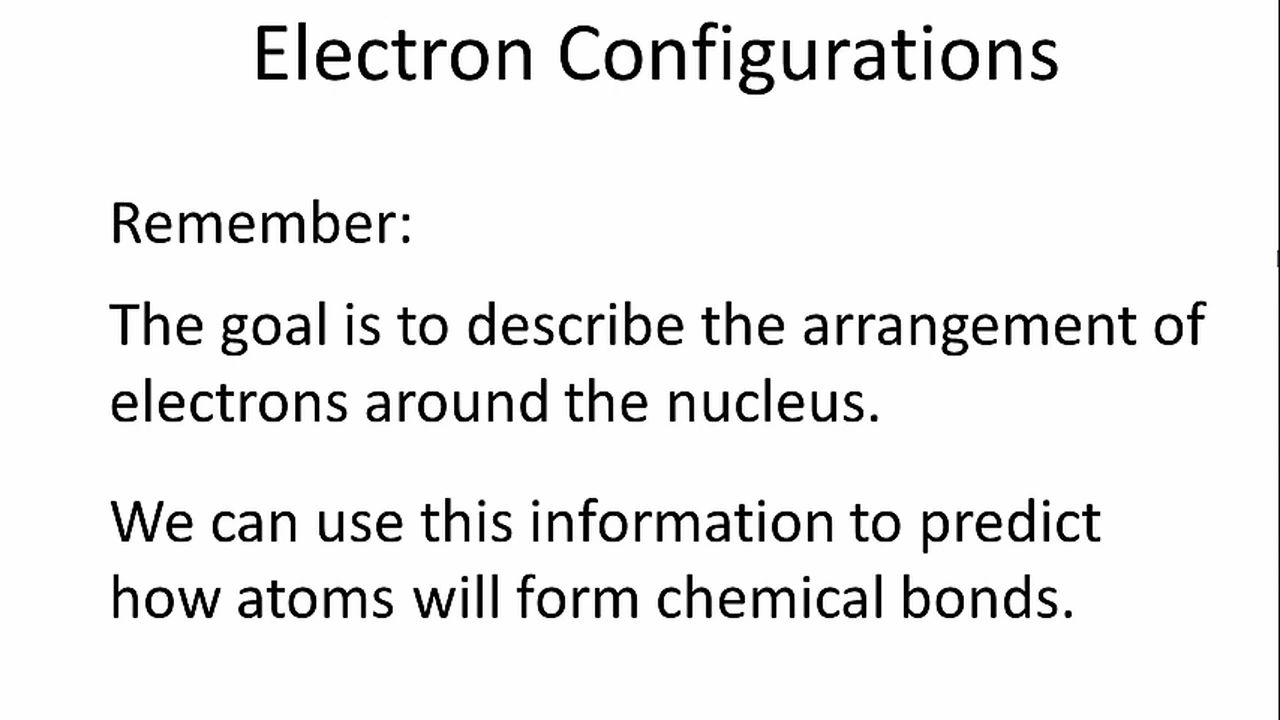 Electron Configurations
Remember:
The goal is to describe the arrangement of
electrons around the nucleus.
We can use this information to predict
how atoms will form chemical bonds.